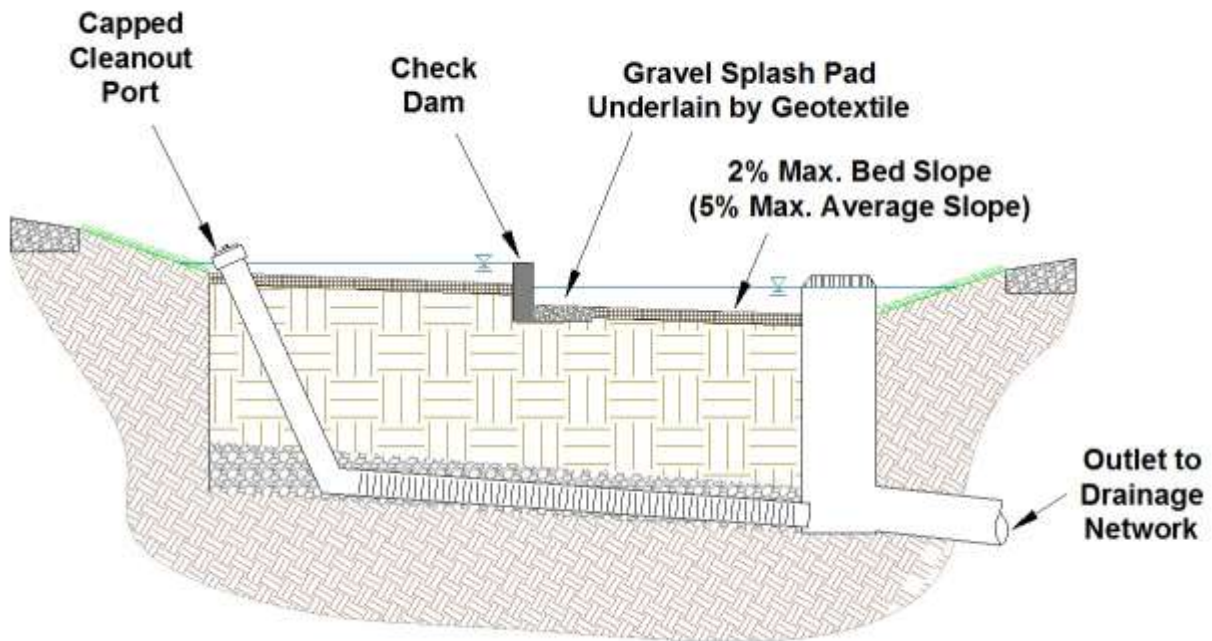 Capped
Cleanout
Port
Check
Dam
Gravel Splash Pad
Underlain by Geotextile
2% Max. Bed Slope
(5% Max. Average Slope)
Outlet to
Drainage
Network